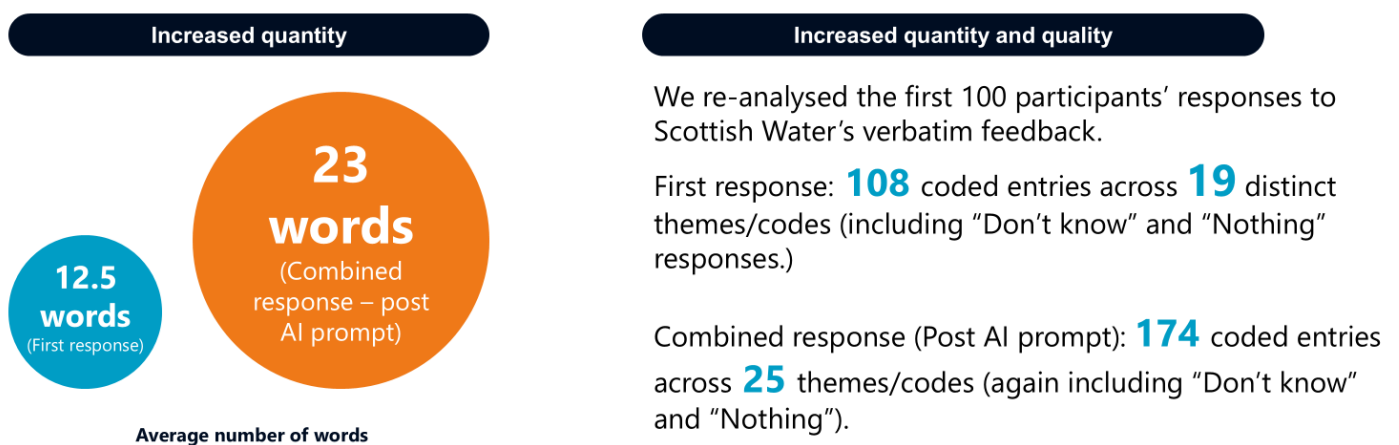 Increased quantity
23
words
(Combined
response – post
AI prompt)
12.5
words
(First response)
Average number of words
Increased quantity and quality
We re-analysed the first 100 participants’ responses to
Scottish Water’s verbatim feedback.
First response: 108 coded entries across 19 distinct
themes/codes (including “Don’t know” and “Nothing”
responses.)
Combined response (Post AI prompt): 174 coded entries
across 25 themes/codes (again including “Don’t know”
and “Nothing”).